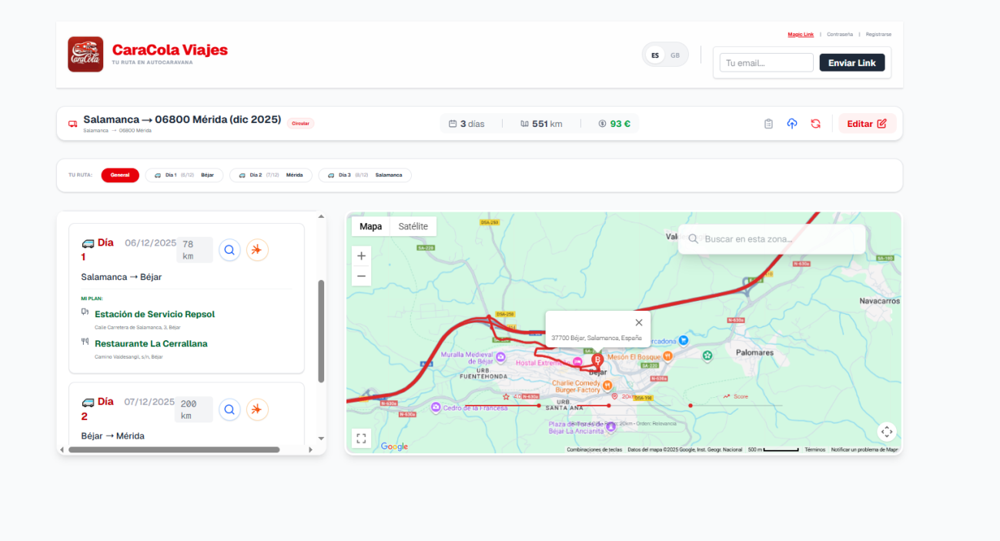 CaraCola
CaraCola Viajes
TU RUTA EN AUTOCARAVANA
ES GB
Magic Link | Contraseña | Registrarse
Tu email...
Enviar Link
Salamanca → 06800 Mérida (dic 2025) Circular
Salamanca → 06800 Mérida
3 días
551 km
93 €
Editar
TU RUTA:
General
Día 1 (6/12) Béjar
Día 2 (7/12) Mérida
Día 3 (8/12) Salamanca
Día 1
06/12/2025
78 km
Salamanca → Béjar
MI PLAN:
Estación de Servicio Repsol
Calle Carretera de Salamanca, 3, Béjar
Restaurante La Cerrallana
Camino Valdesangil, s/n, Béjar
Día 2
07/12/2025
200 km
Béjar → Mérida
Mapa Satélite
+
−
Buscar en esta zona...
DSA-250
SA-220
N-630a
SA-180
Navacarros
DSA-250
N-630a
37700 Béjar, Salamanca, España
Palomares
Muralla Medieval de Béjar
URB. FUENTEHONDA
Hostal Extrem
Mesón El Bosque
SA-220
B
Béjar
N-630a
Charlie Comedy Burger Factory
N-630a
N-630a
Cedro de la Francesa
URB. SANTA ANA
DSA-196
Score
Plaza de Toros de Béjar La Ancianita
20km - Orden: Relevancia
Google
Combinaciones de teclas
Datos del mapa ©2025 Google, Inst. Geogr. Nacional
500 m
Términos
Notificar un problema de Maps